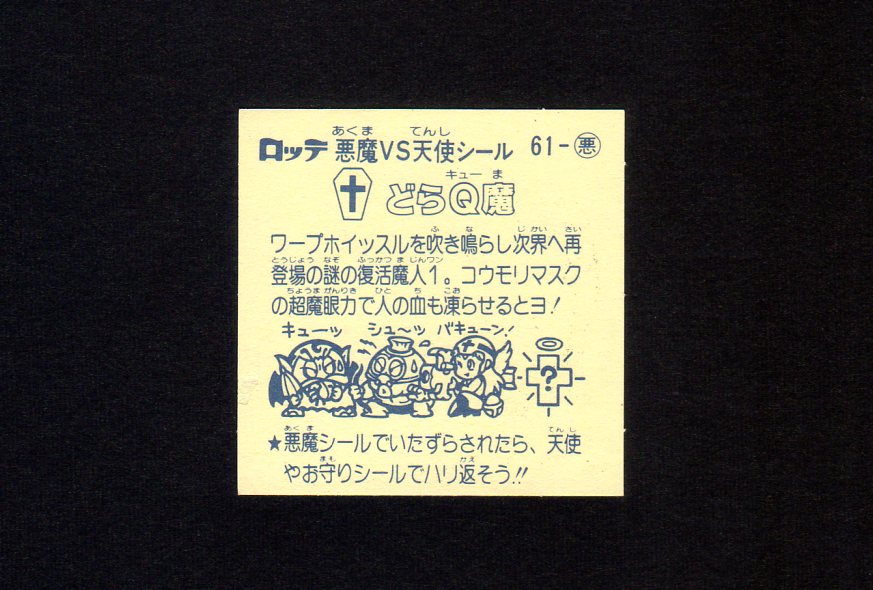 ロッテ 悪魔VS天使シール 61-悪
どらQ魔
ワープホイッスルを吹き鳴らし次界へ再
登場の謎の復活魔人1。コウモリマスク
の超魔眼力で人の血も凍らせるとヨ!
キューッ シュ〜ッ バキューン!
?
★悪魔シールでいたずらされたら、天使
やお守りシールでハリ返そう!!